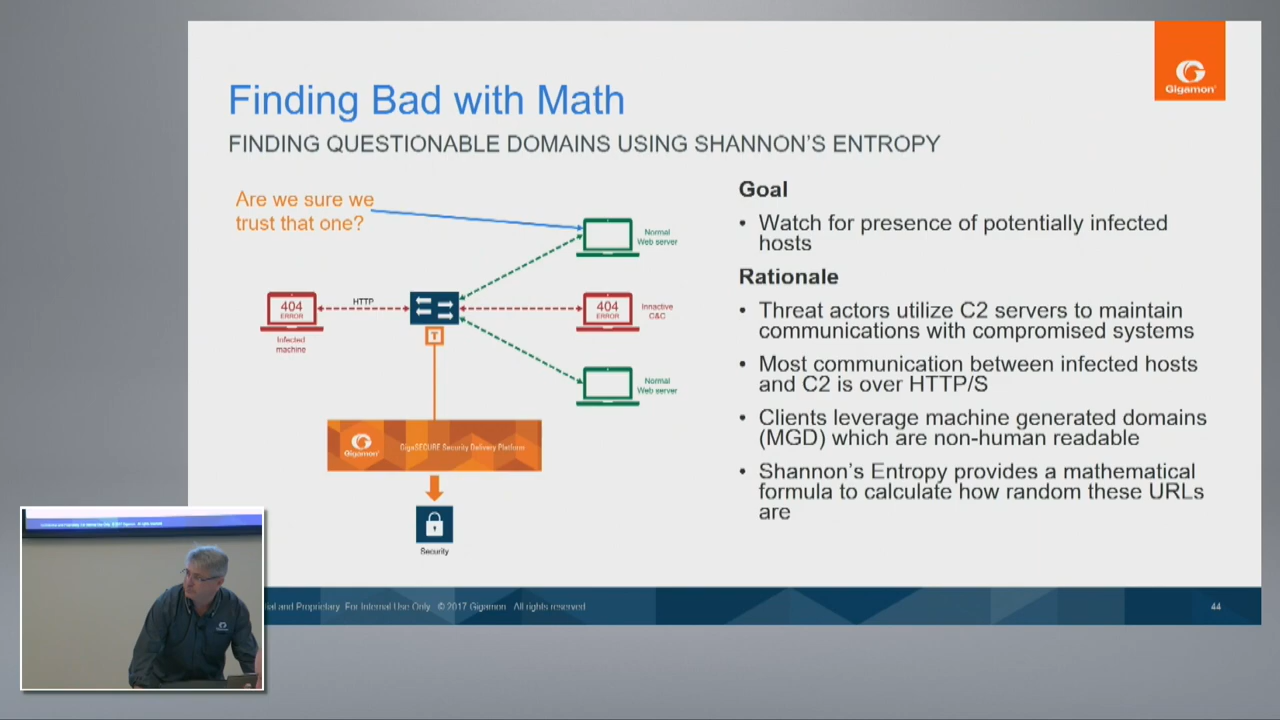 Gigamon®
Finding Bad with Math
FINDING QUESTIONABLE DOMAINS USING SHANNON'S ENTROPY
Are we sure we
trust that one?
Normal
Web server
HTTP
404
ERROR
Infected
machine
404
ERROR
Innactive
C&C
T
Normal
Web server
Gigamon®
GigaSECURE Security Delivery Platform
Security
Goal
• Watch for presence of potentially infected
hosts
Rationale
• Threat actors utilize C2 servers to maintain
communications with compromised systems
• Most communication between infected hosts
and C2 is over HTTP/S
• Clients leverage machine generated domains
(MGD) which are non-human readable
• Shannon's Entropy provides a mathematical
formula to calculate how random these URLs
are
and Proprietary. For Internal Use Only. © 2017 Gigamon. All rights reserved.
44